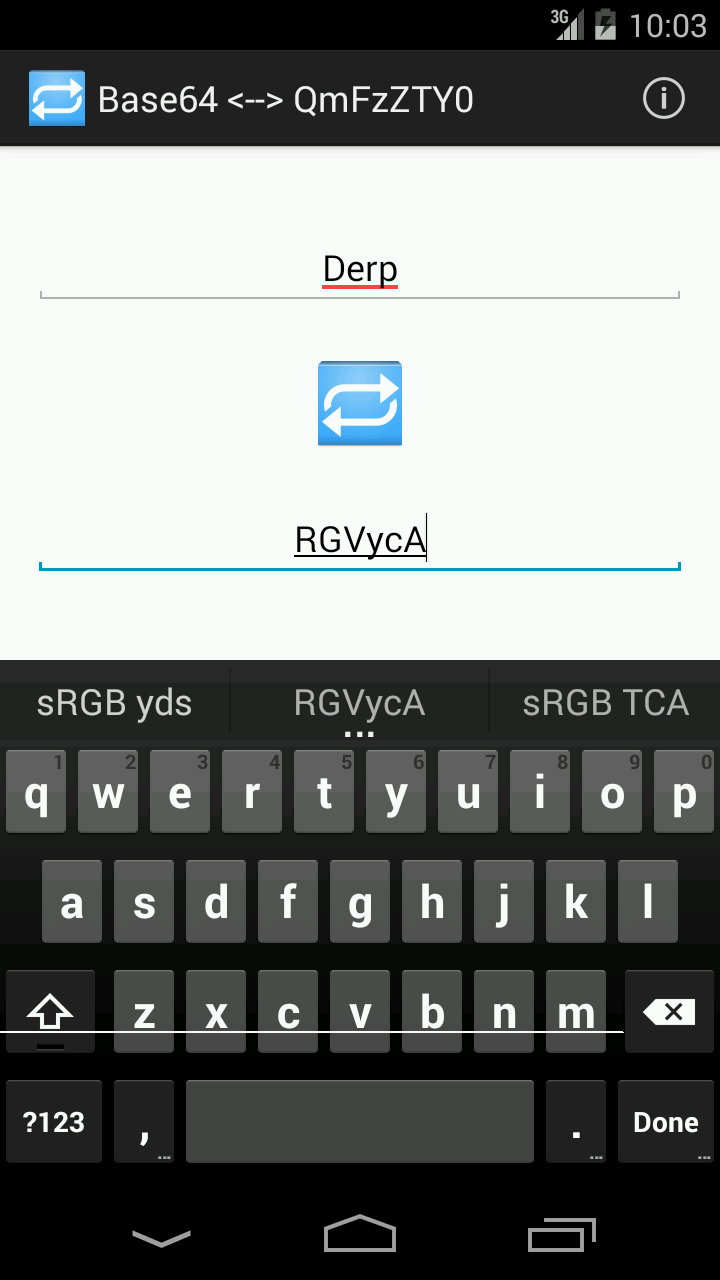 3G 10:03
Base64 <--> QmFzZTY0
Derp
RGVycA
sRGB yds RGVycA sRGB TCA
...
1 2 3 4 5 6 7 8 9 0
q w e r t y u i o p
a s d f g h j k l
z x c v b n m
?123 , ... . ... Done ...